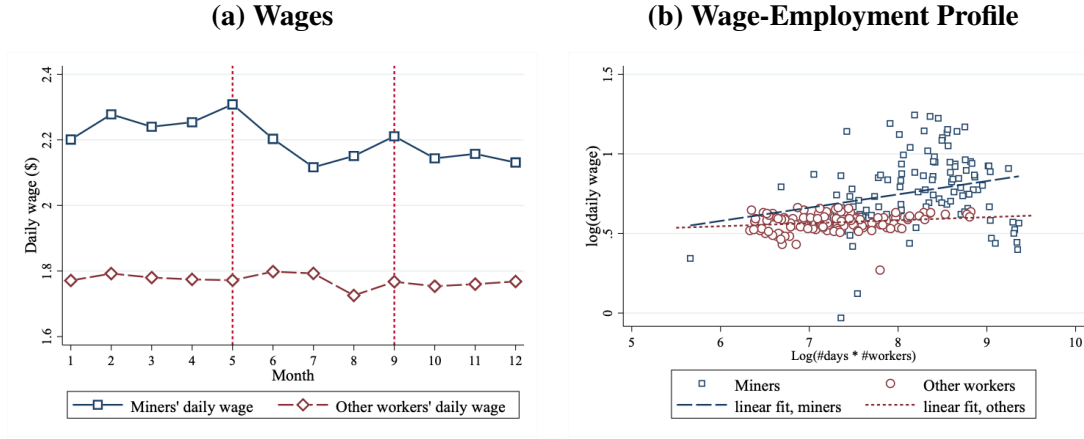 (a) Wages
(b) Wage-Employment Profile
Daily wage ($)
2.4
2.2
2
1.8
1.6
1 2 3 4 5 6 7 8 9 10 11 12
Month
Miners' daily wage
Other workers' daily wage
log(daily wage)
1.5
1
0.5
0
5 6 7 8 9 10
Log(#days * #workers)
Miners
Other workers
linear fit, miners
linear fit, others